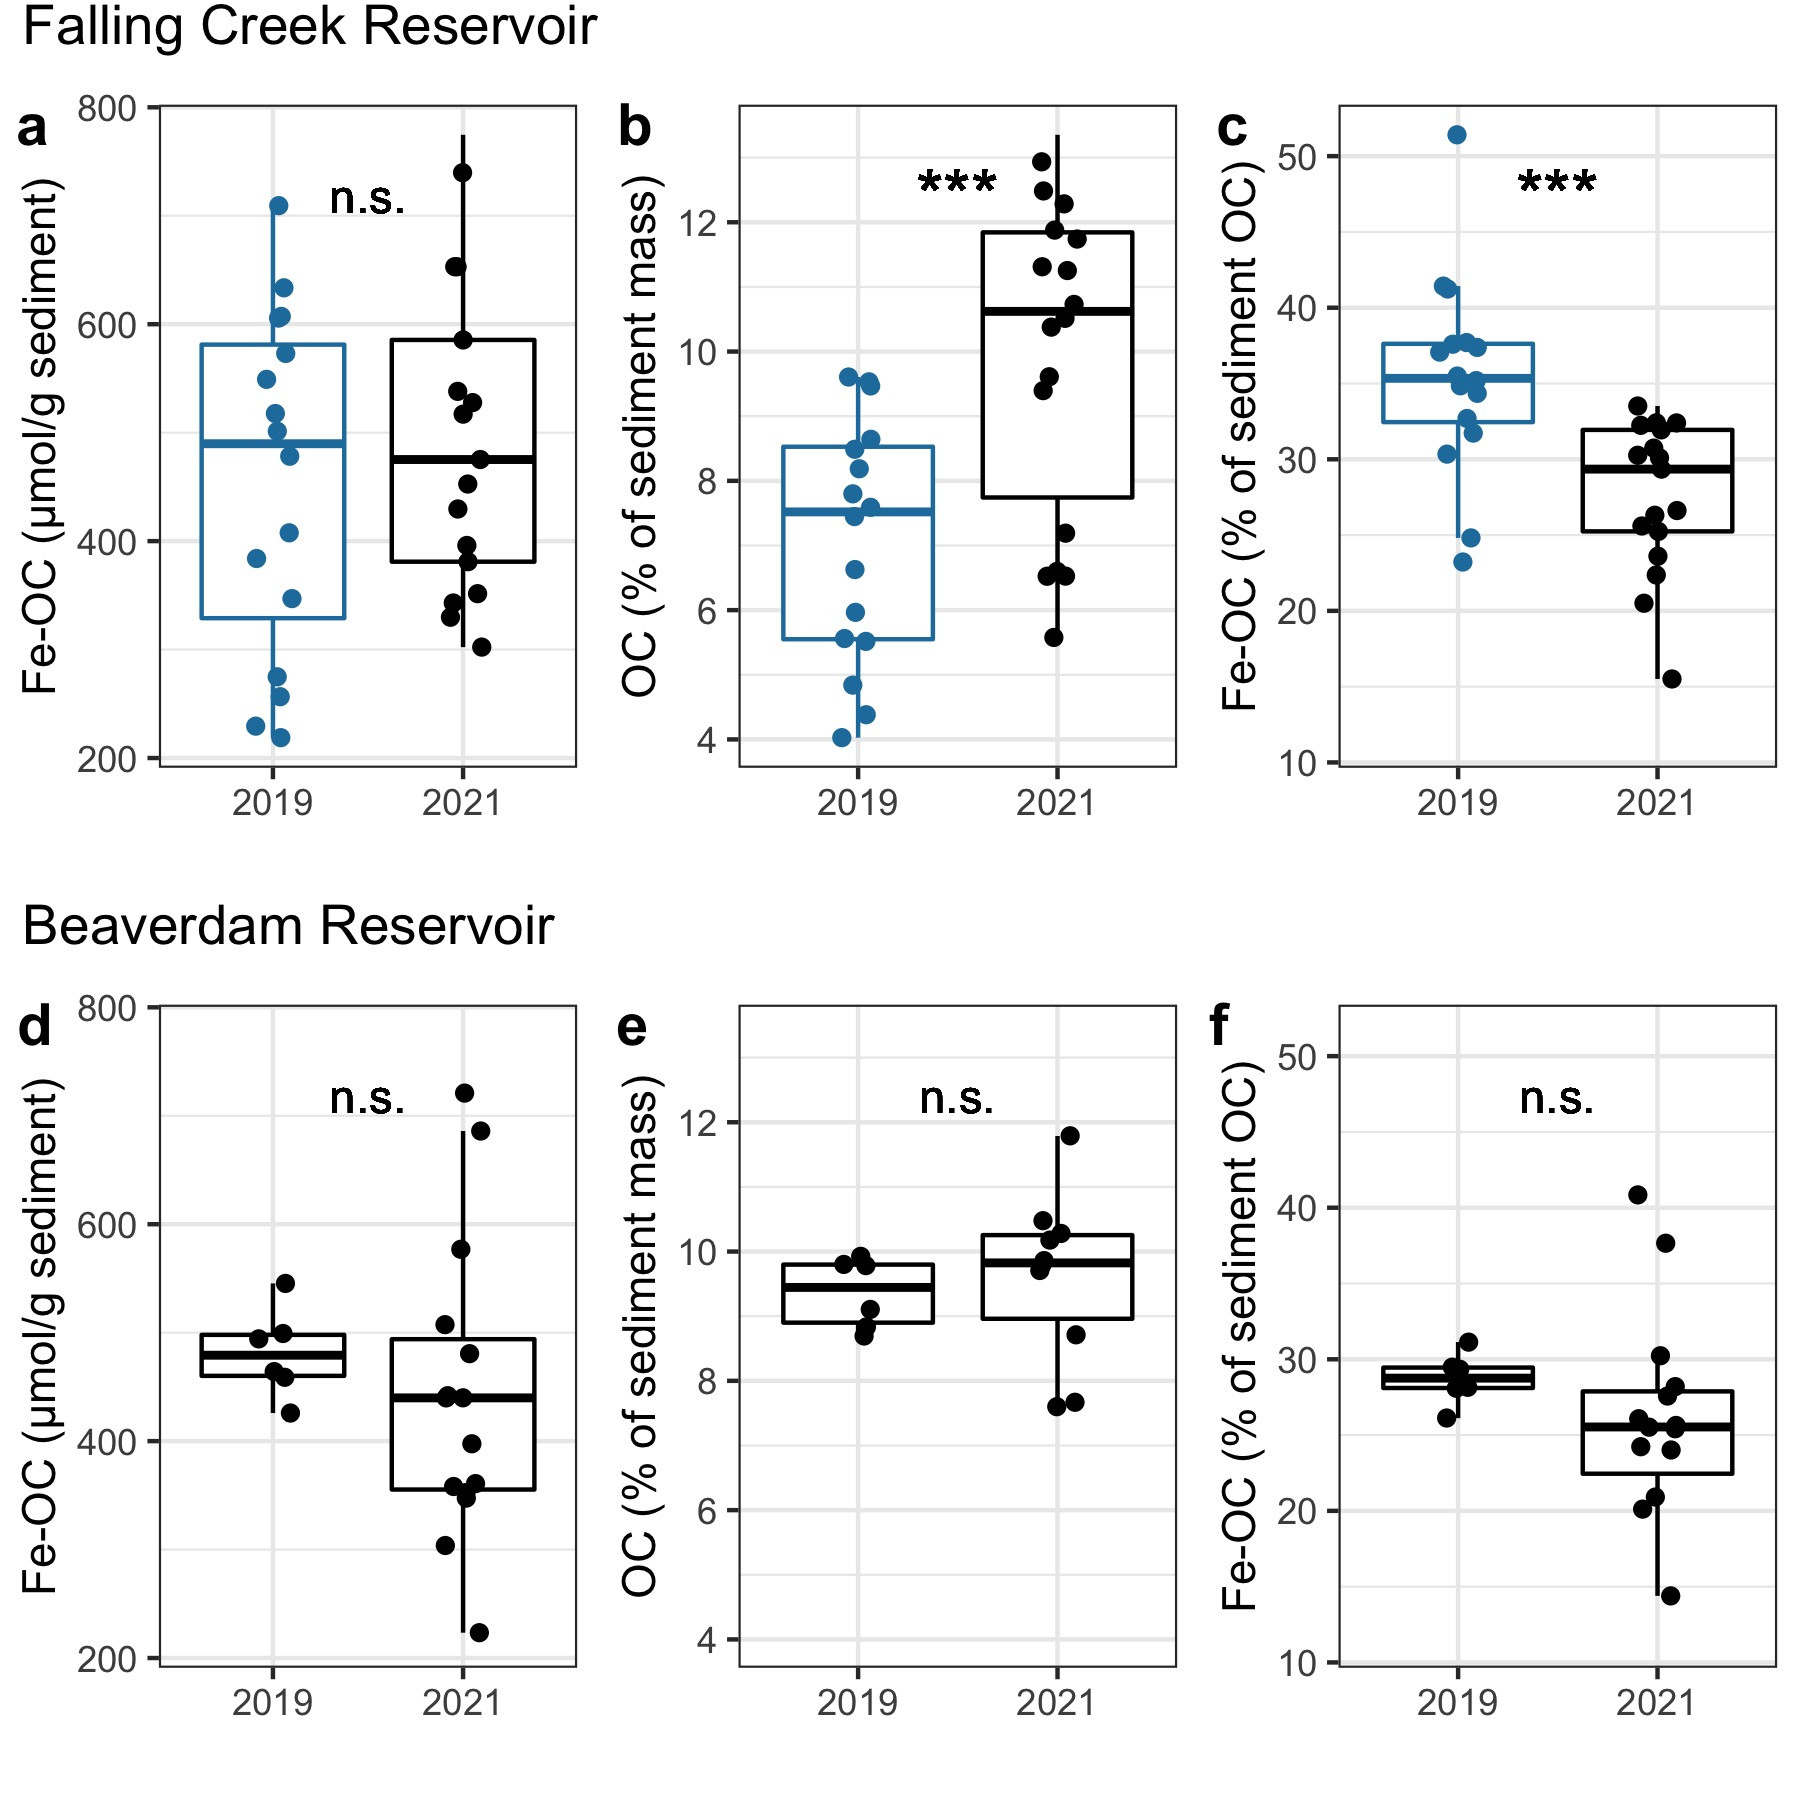 Falling Creek Reservoir
a
Fe-OC (μmol/g sediment)
800
600
400
200
n.s.
2019
2021
b
OC (% of sediment mass)
12
10
8
6
4
***
2019
2021
c
Fe-OC (% of sediment OC)
50
40
30
20
10
***
2019
2021
Beaverdam Reservoir
d
Fe-OC (μmol/g sediment)
800
600
400
200
n.s.
2019
2021
e
OC (% of sediment mass)
12
10
8
6
4
n.s.
2019
2021
f
Fe-OC (% of sediment OC)
50
40
30
20
10
n.s.
2019
2021